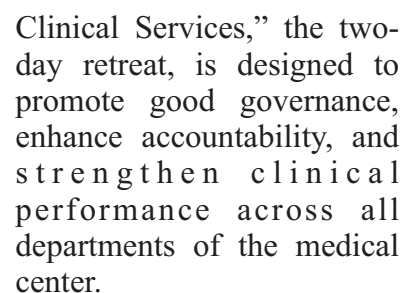 Clinical Services,” the two-
day retreat, is designed to
promote good governance,
enhance accountability, and
strengthen clinical
performance across all
departments of the medical
center.